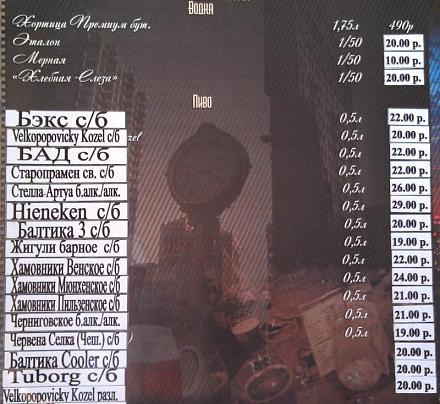 Водка
Хортица Премиум бут. 1,75л 490р
Эталон 1/50 20.00 р.
Мерная 1/50 10.00 р.
«Хлебная Слеза» 1/50 20.00 р.
Пиво
Бэкс с/б 0,5л 22.00 р.
Velkopopovicky Kozel с/б 0,5л 20.00 р.
БАД с/б 0,5л 22.00 р.
Старопрамен св. с/б 0,5л 22.00 р.
Стелла-Артуа б.алк./алк. 0,5л 26.00 р.
Hieneken с/б 0,5л 29.00 р.
Балтика 3 с/б 0,5л 20.00 р.
Жигули барное с/б 0,5л 19.00 р.
Хамовники Венское с/б 0,5л 22.00 р.
Хамовники Мюнхенское с/б 0,5л 24.00 р.
Хамовники Пильзенское с/б 0,5л 21.00 р.
Черниговское б.алк./алк. 0,5л 21.00 р.
Червена Селка (Чеш.) с/б 0,5л 19.00 р.
Балтика Cooler с/б 20.00 р.
Tuborg с/б 20.00 р.
Velkopopovicky Kozel разл. 20.00 р.